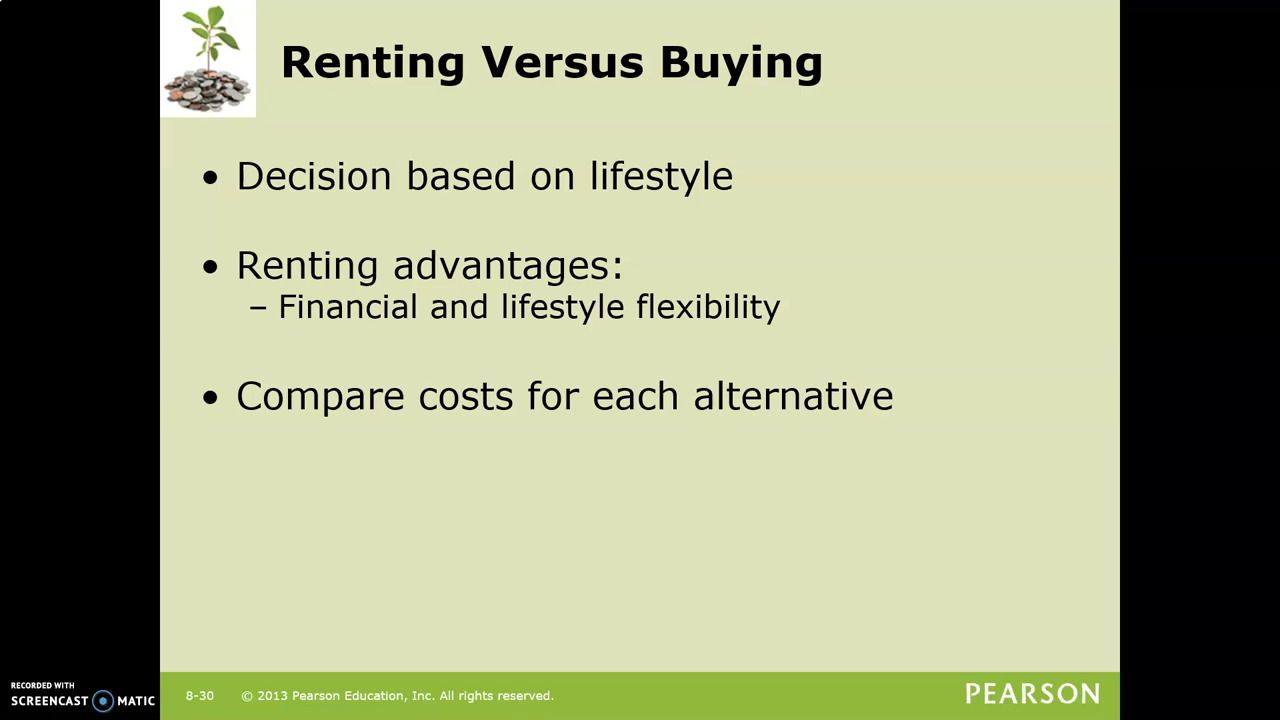 Renting Versus Buying
• Decision based on lifestyle
• Renting advantages:
– Financial and lifestyle flexibility
• Compare costs for each alternative
RECORDED WITH
SCREENCAST MATIC
8-30 © 2013 Pearson Education, Inc. All rights reserved.
PEARSON